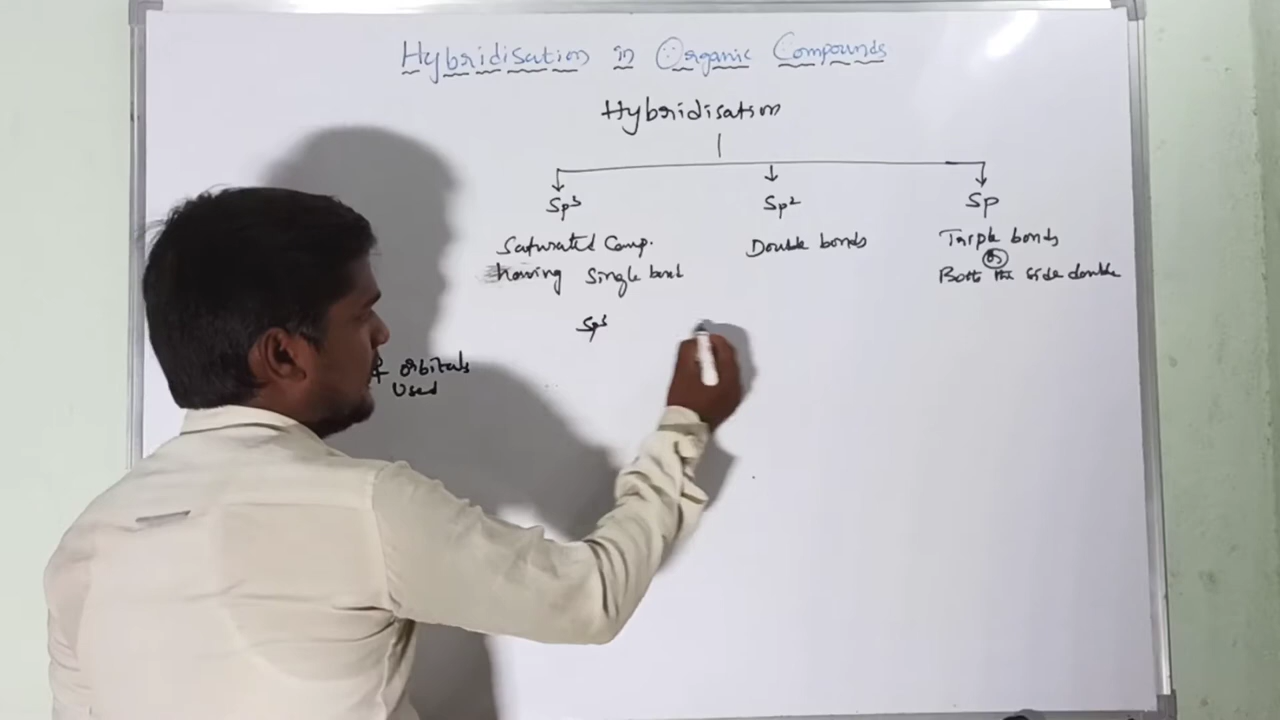 Hybridisation in Organic Compounds
Hybridisation
Sp³ Sp² Sp
Saturated Comp. Double bonds Triple bonds
having Single bond
or
Both the side double
Sp³
orbitals
Used